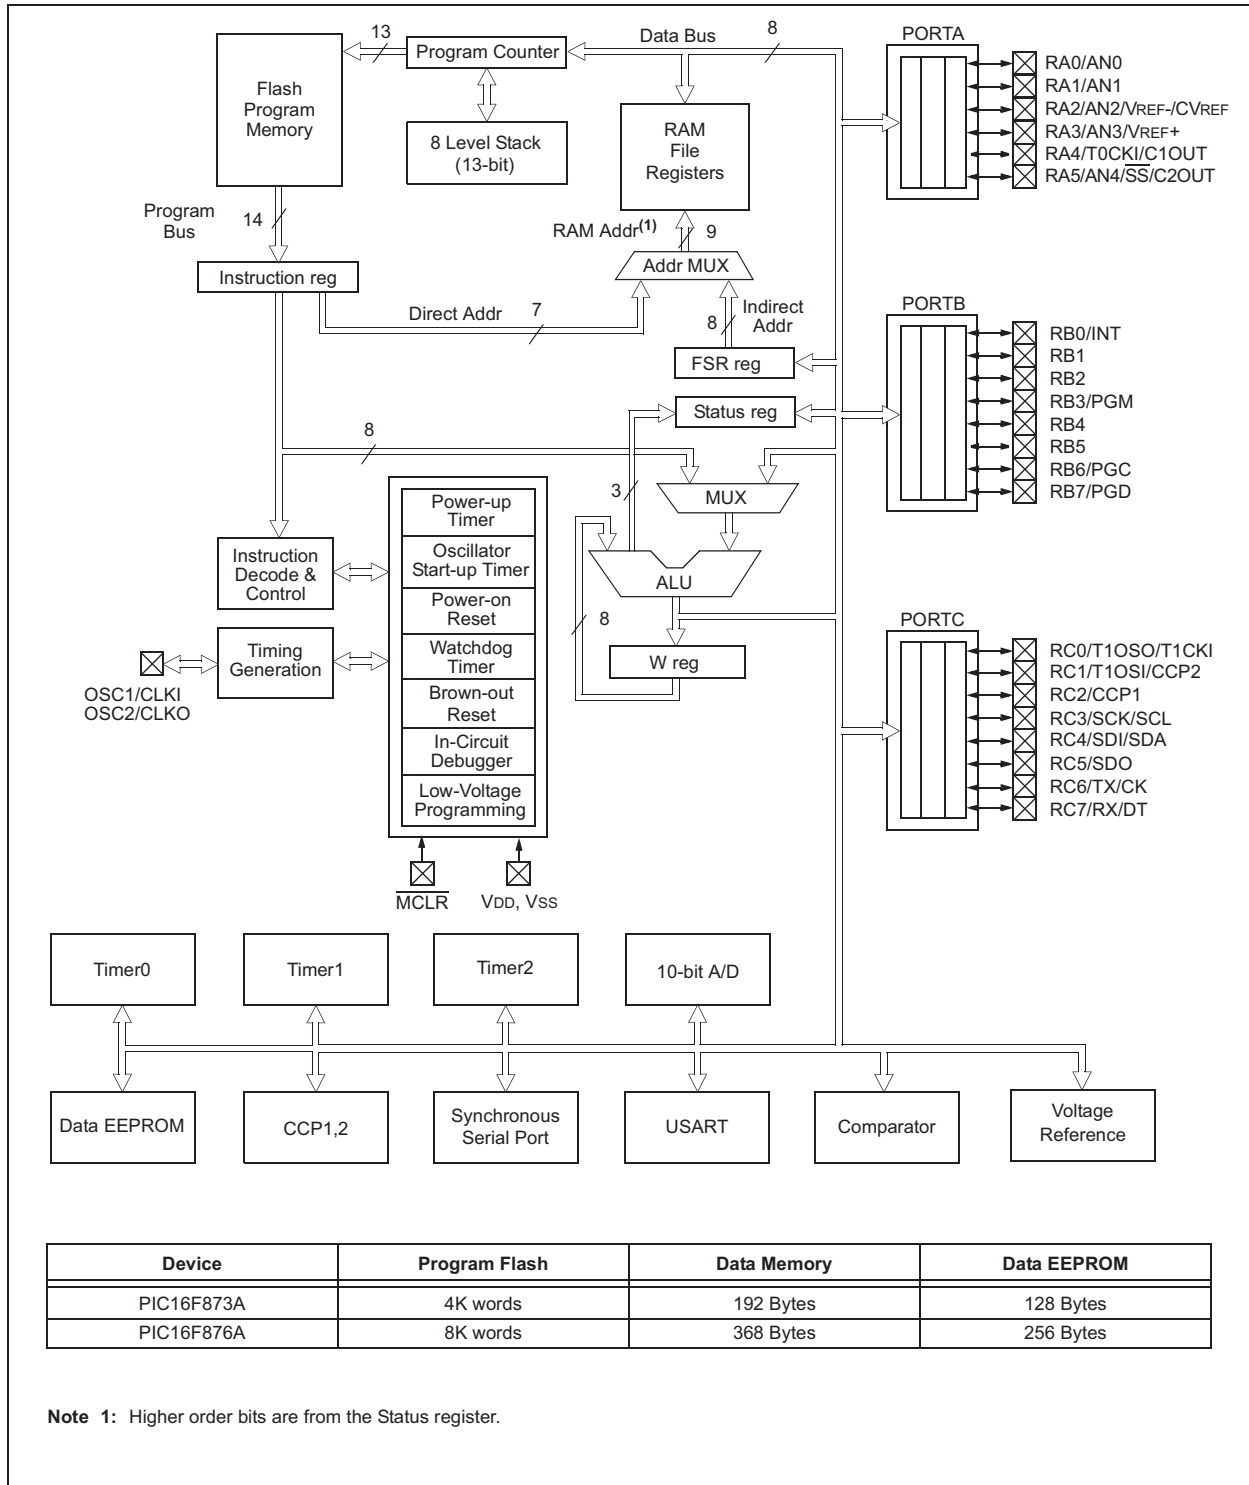 13
Program Counter
Data Bus
8
PORTA
Flash
Program
Memory
8 Level Stack
(13-bit)
RAM
File
Registers
RA0/AN0
RA1/AN1
RA2/AN2/VREF-/CVREF
RA3/AN3/VREF+
RA4/T0CKI/C1OUT
RA5/AN4/SS/C2OUT
Program
Bus
14
RAM Addr(1)
9
Instruction reg
Addr MUX
Direct Addr
7
8
Indirect
Addr
FSR reg
Status reg
PORTB
RB0/INT
RB1
RB2
RB3/PGM
RB4
RB5
RB6/PGC
RB7/PGD
8
3
MUX
Power-up
Timer
Oscillator
Start-up Timer
Power-on
Reset
Watchdog
Timer
Brown-out
Reset
In-Circuit
Debugger
Low-Voltage
Programming
Instruction
Decode &
Control
ALU
8
W reg
Timing
Generation
OSC1/CLKI
OSC2/CLKO
MCLR
VDD, VSS
PORTC
RC0/T1OSO/T1CKI
RC1/T1OSI/CCP2
RC2/CCP1
RC3/SCK/SCL
RC4/SDI/SDA
RC5/SDO
RC6/TX/CK
RC7/RX/DT
Timer0
Timer1
Timer2
10-bit A/D
Data EEPROM
CCP1,2
Synchronous
Serial Port
USART
Comparator
Voltage
Reference
Device Program Flash Data Memory Data EEPROM
PIC16F873A 4K words 192 Bytes 128 Bytes
PIC16F876A 8K words 368 Bytes 256 Bytes
Note 1: Higher order bits are from the Status register.